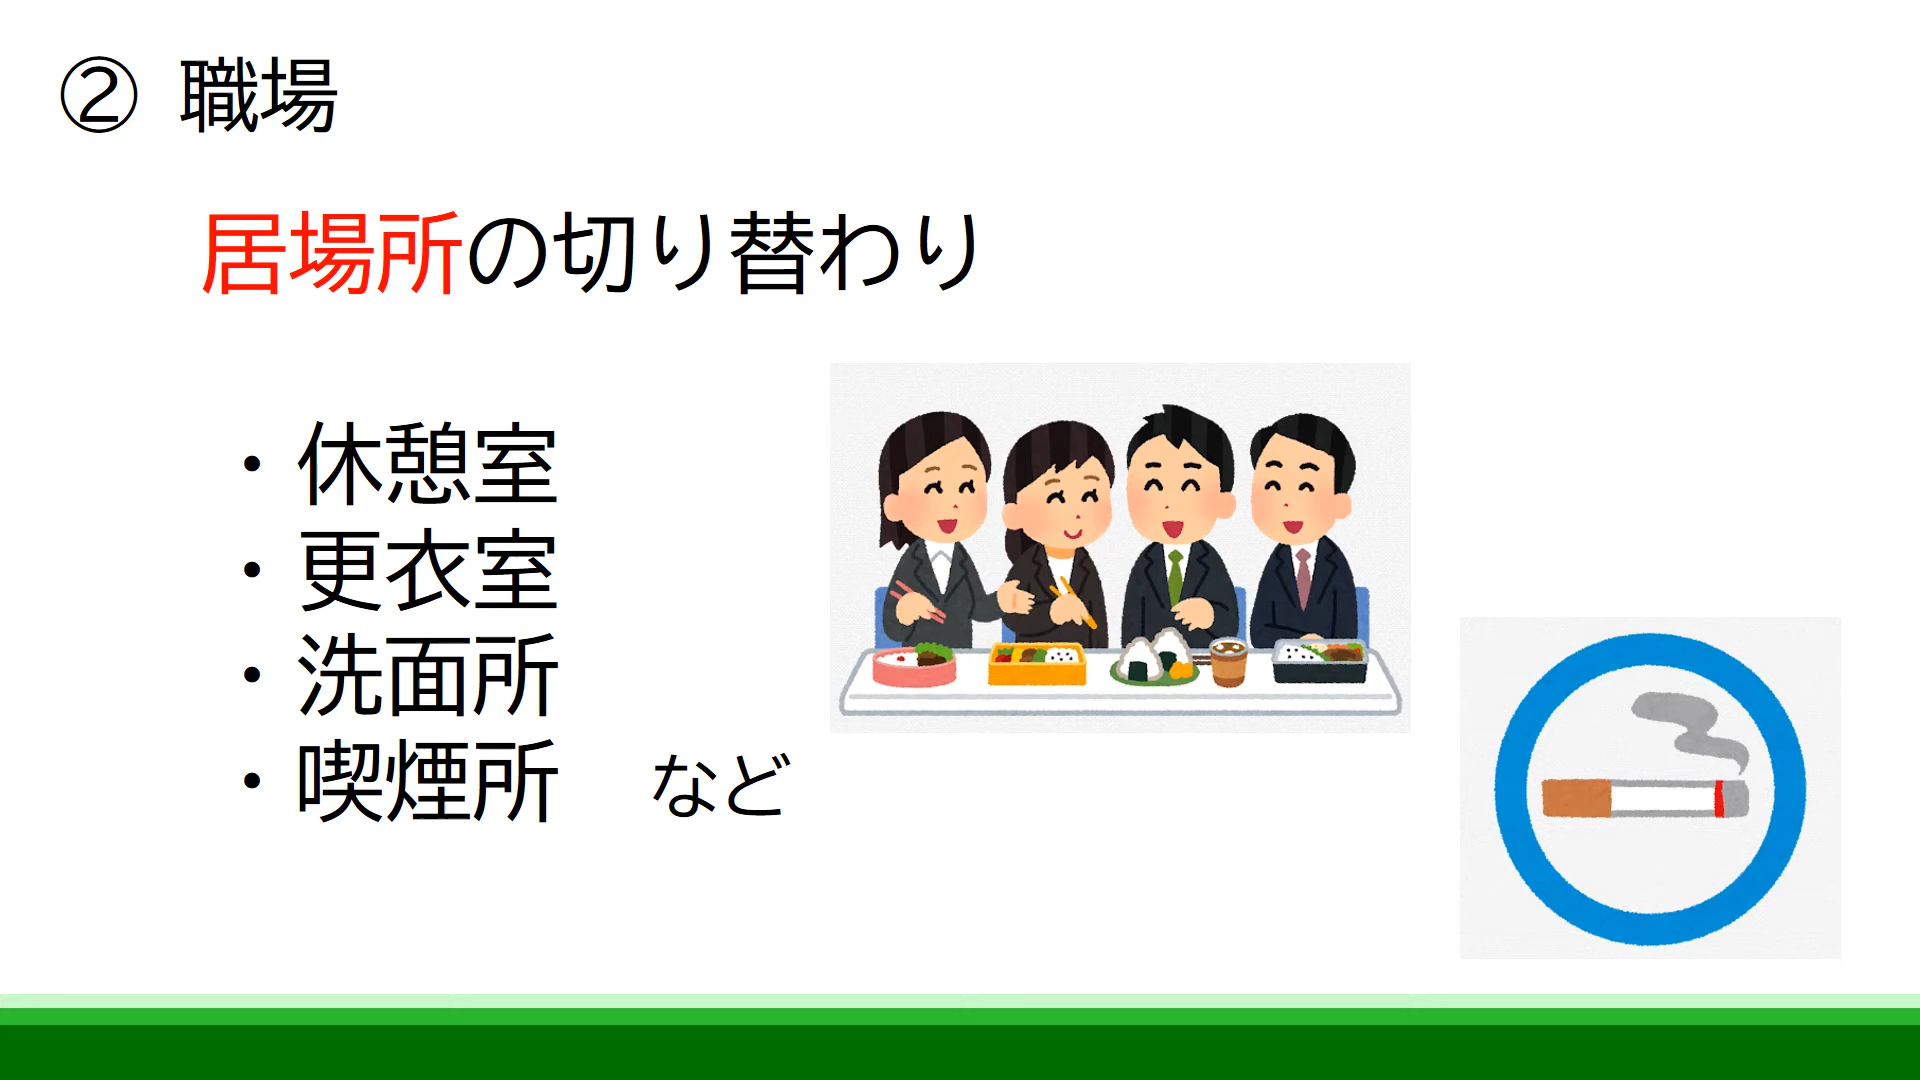 ② 職場
居場所の切り替わり
・休憩室
・更衣室
・洗面所
・喫煙所　など